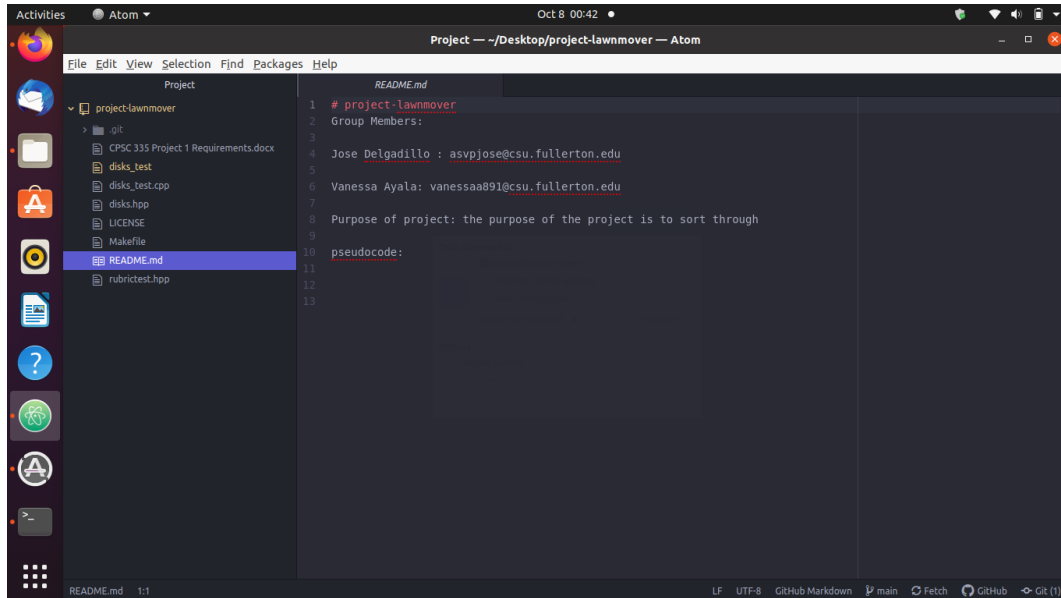 Activities Atom Oct 8 00:42
Project — ~/Desktop/project-lawnmover — Atom
File Edit View Selection Find Packages Help
Project
project-lawnmover
.git
CPSC 335 Project 1 Requirements.docx
disks_test
disks_test.cpp
disks.hpp
LICENSE
Makefile
README.md
rubrictest.hpp
README.md
1 # project-lawnmover
2 Group Members:
3
4 Jose Delgadillo : asvpjose@csu.fullerton.edu
5
6 Vanessa Ayala: vanessaa891@csu.fullerton.edu
7
8 Purpose of project: the purpose of the project is to sort through
9
10 pseudocode:
11
12
13
README.md 1:1 LF UTF-8 GitHub Markdown main Fetch GitHub Git (1)